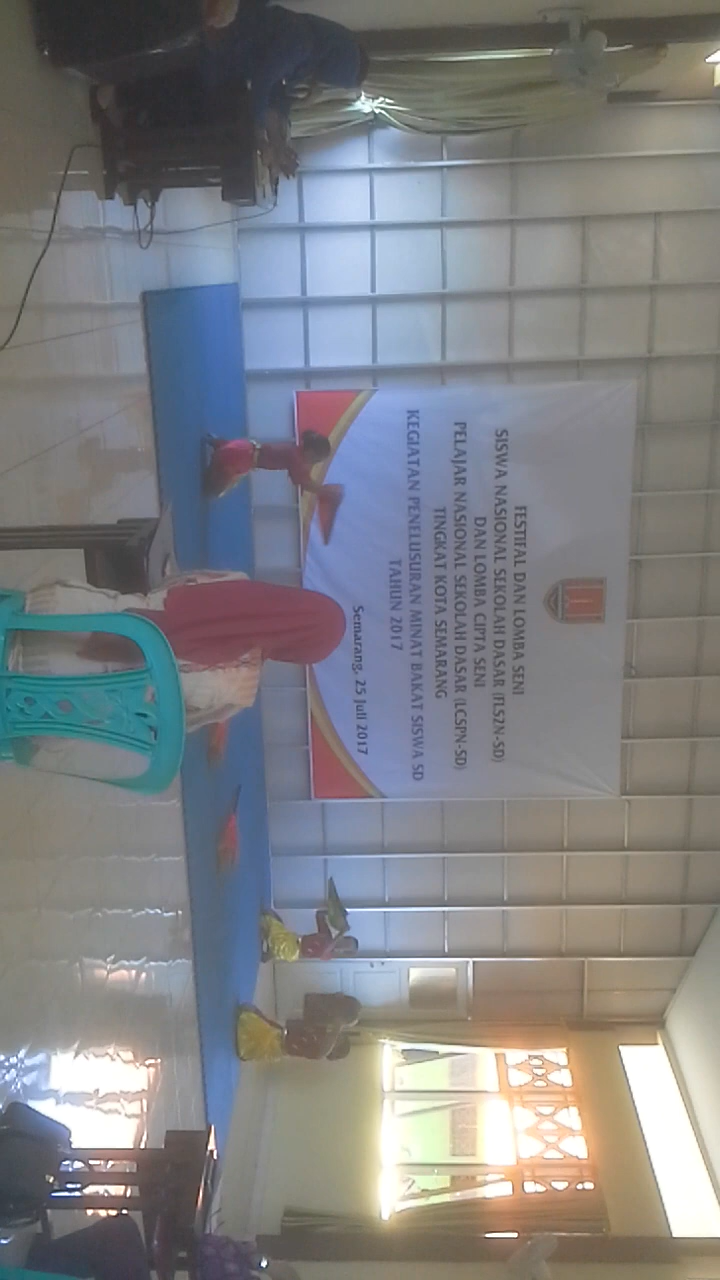 FESTIFAL DAN LOMBA SENI
SISWA NASIONAL SEKOLAH DASAR (FLS2N-SD)
DAN LOMBA CIPTA SENI
PELAJAR NASIONAL SEKOLAH DASAR (LCSPN-SD)
TINGKAT KOTA SEMARANG
KEGIATAN PENELUSURAN MINAT BAKAT SISWA SD
TAHUN 2017
Semarang, 25 Juli 2017